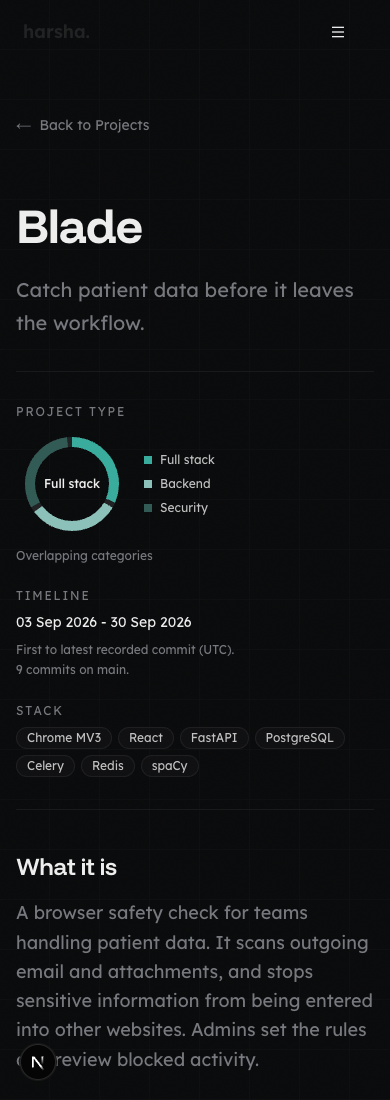 harsha.
← Back to Projects
Blade
Catch patient data before it leaves
the workflow.
PROJECT TYPE
Full stack
Full stack
Backend
Security
Overlapping categories
TIMELINE
03 Sep 2026 - 30 Sep 2026
First to latest recorded commit (UTC).
9 commits on main.
STACK
Chrome MV3 React FastAPI PostgreSQL
Celery Redis spaCy
What it is
A browser safety check for teams
handling patient data. It scans outgoing
email and attachments, and stops
sensitive information from being entered
into other websites. Admins set the rules
review blocked activity.
N